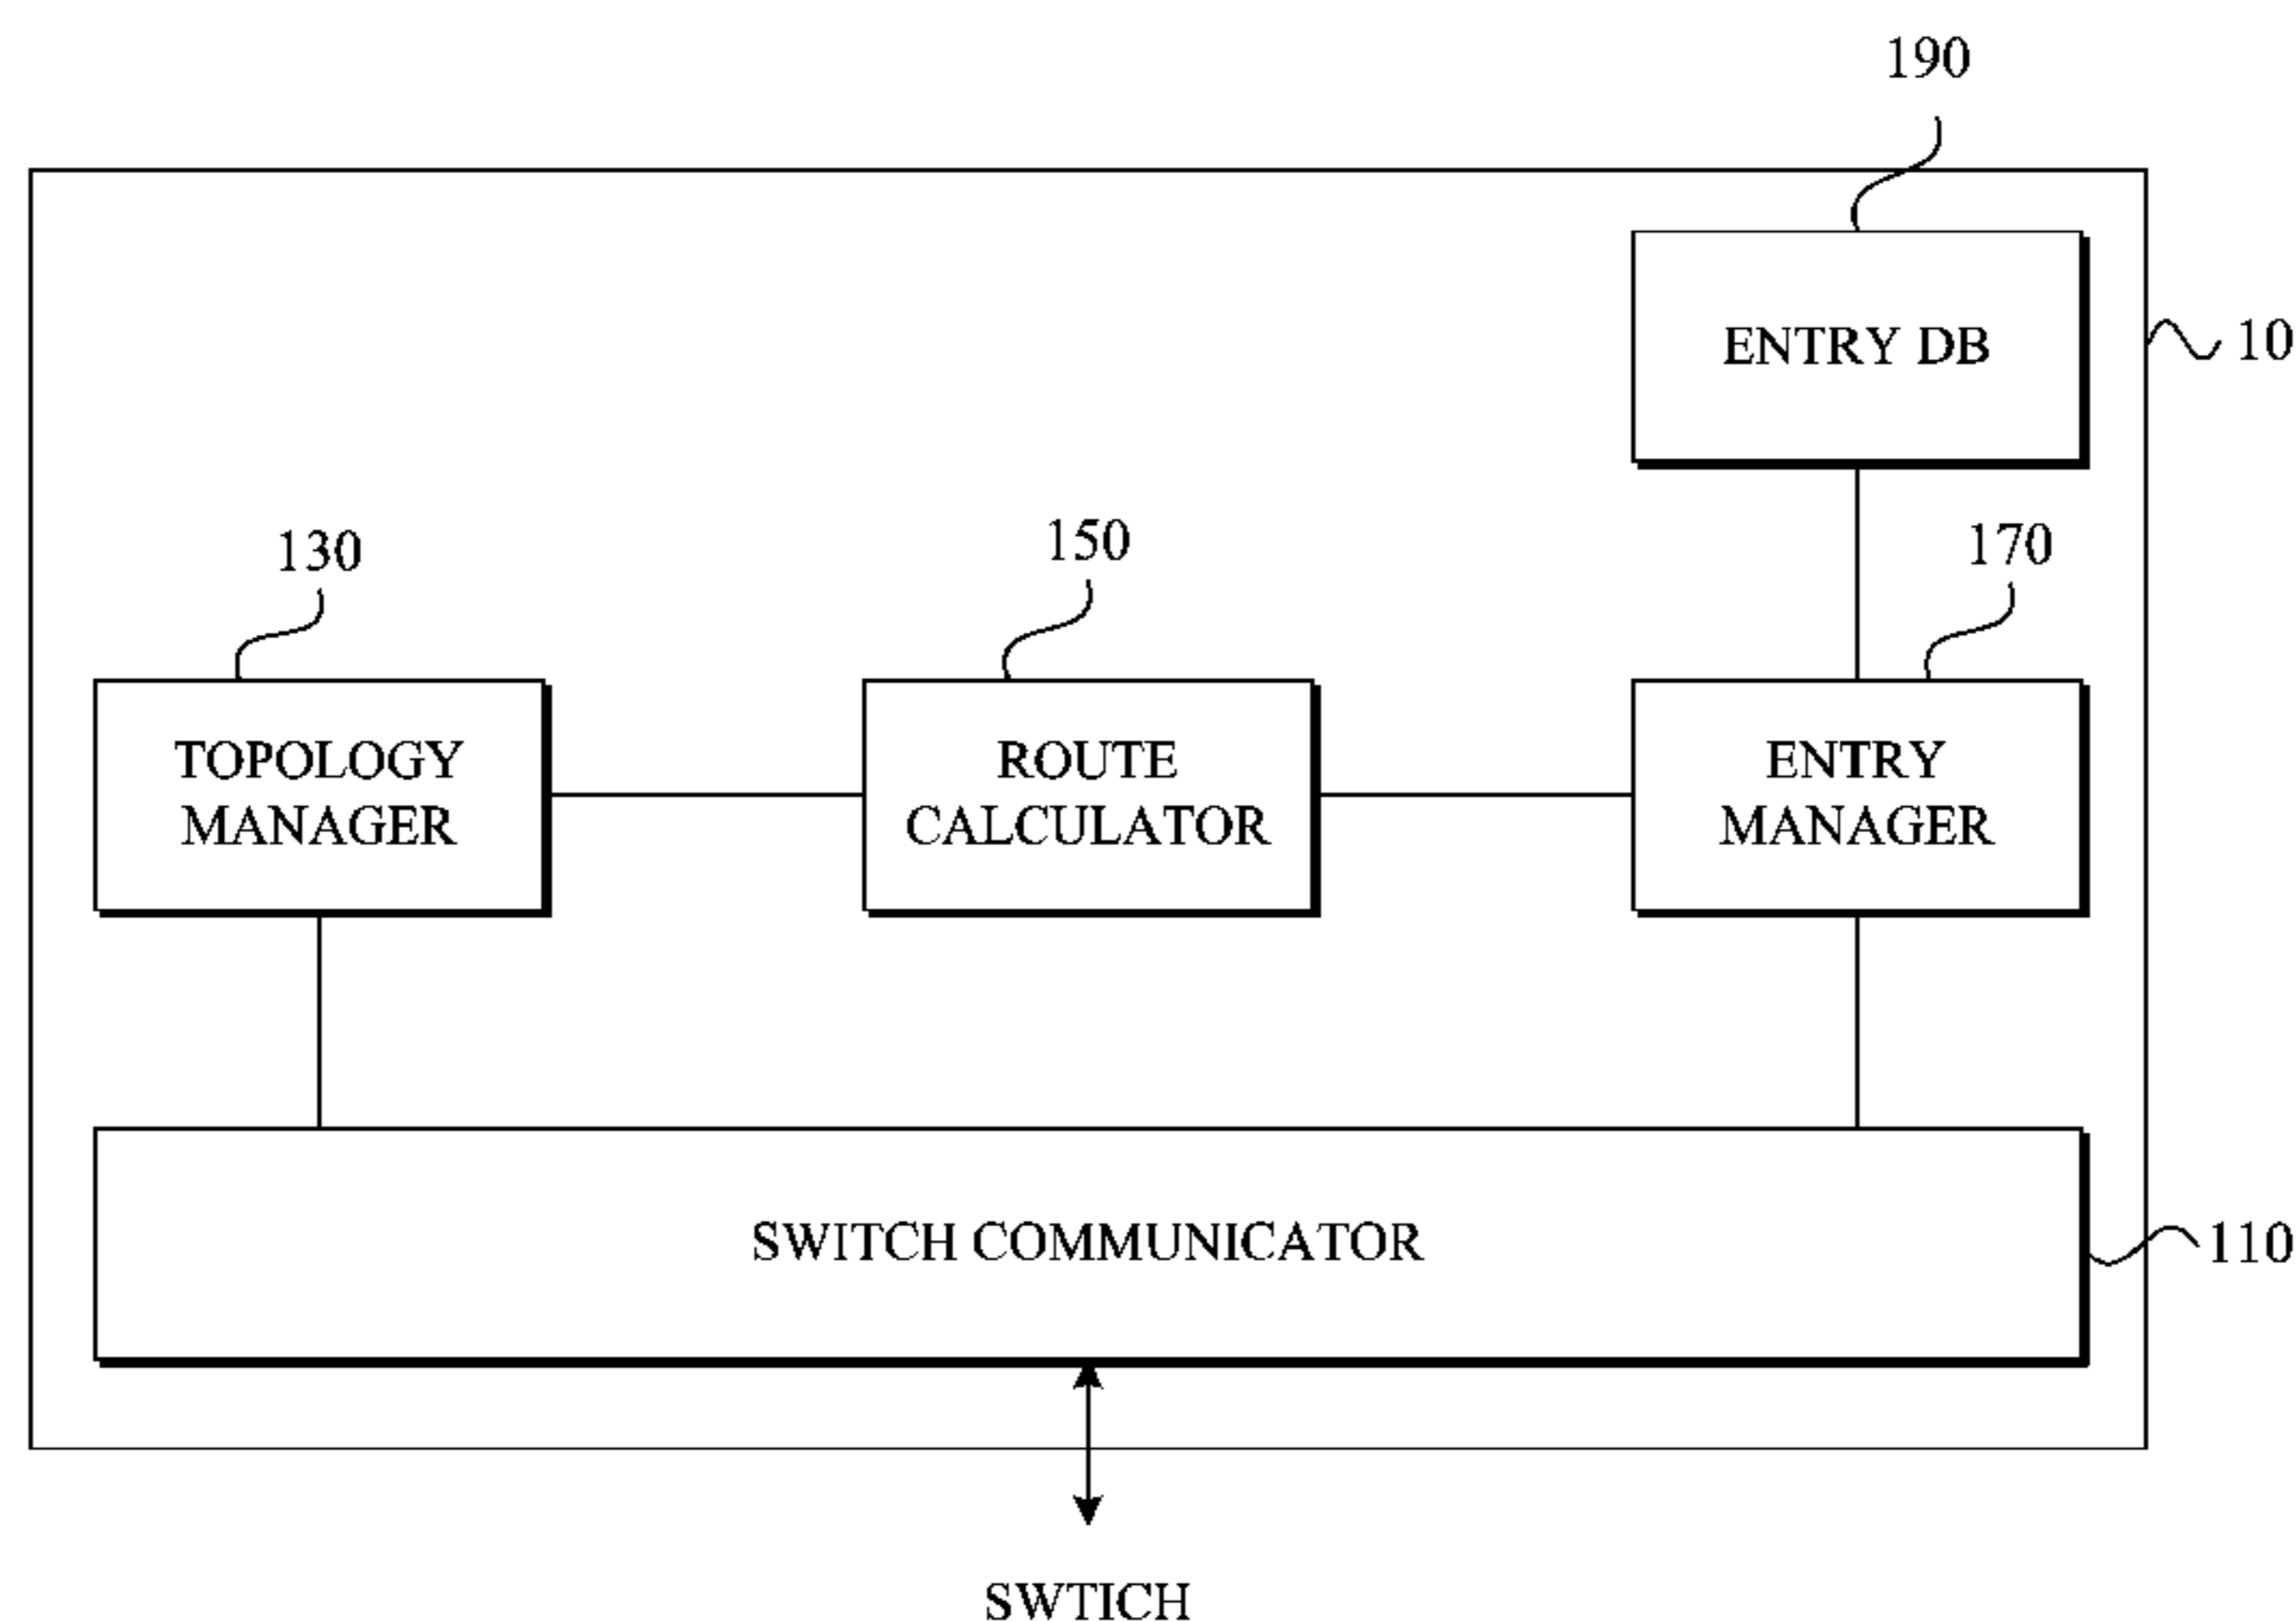 190
ENTRY DB
10
130
150
170
TOPOLOGY
MANAGER
ROUTE
CALCULATOR
ENTRY
MANAGER
SWITCH COMMUNICATOR
110
SWTICH